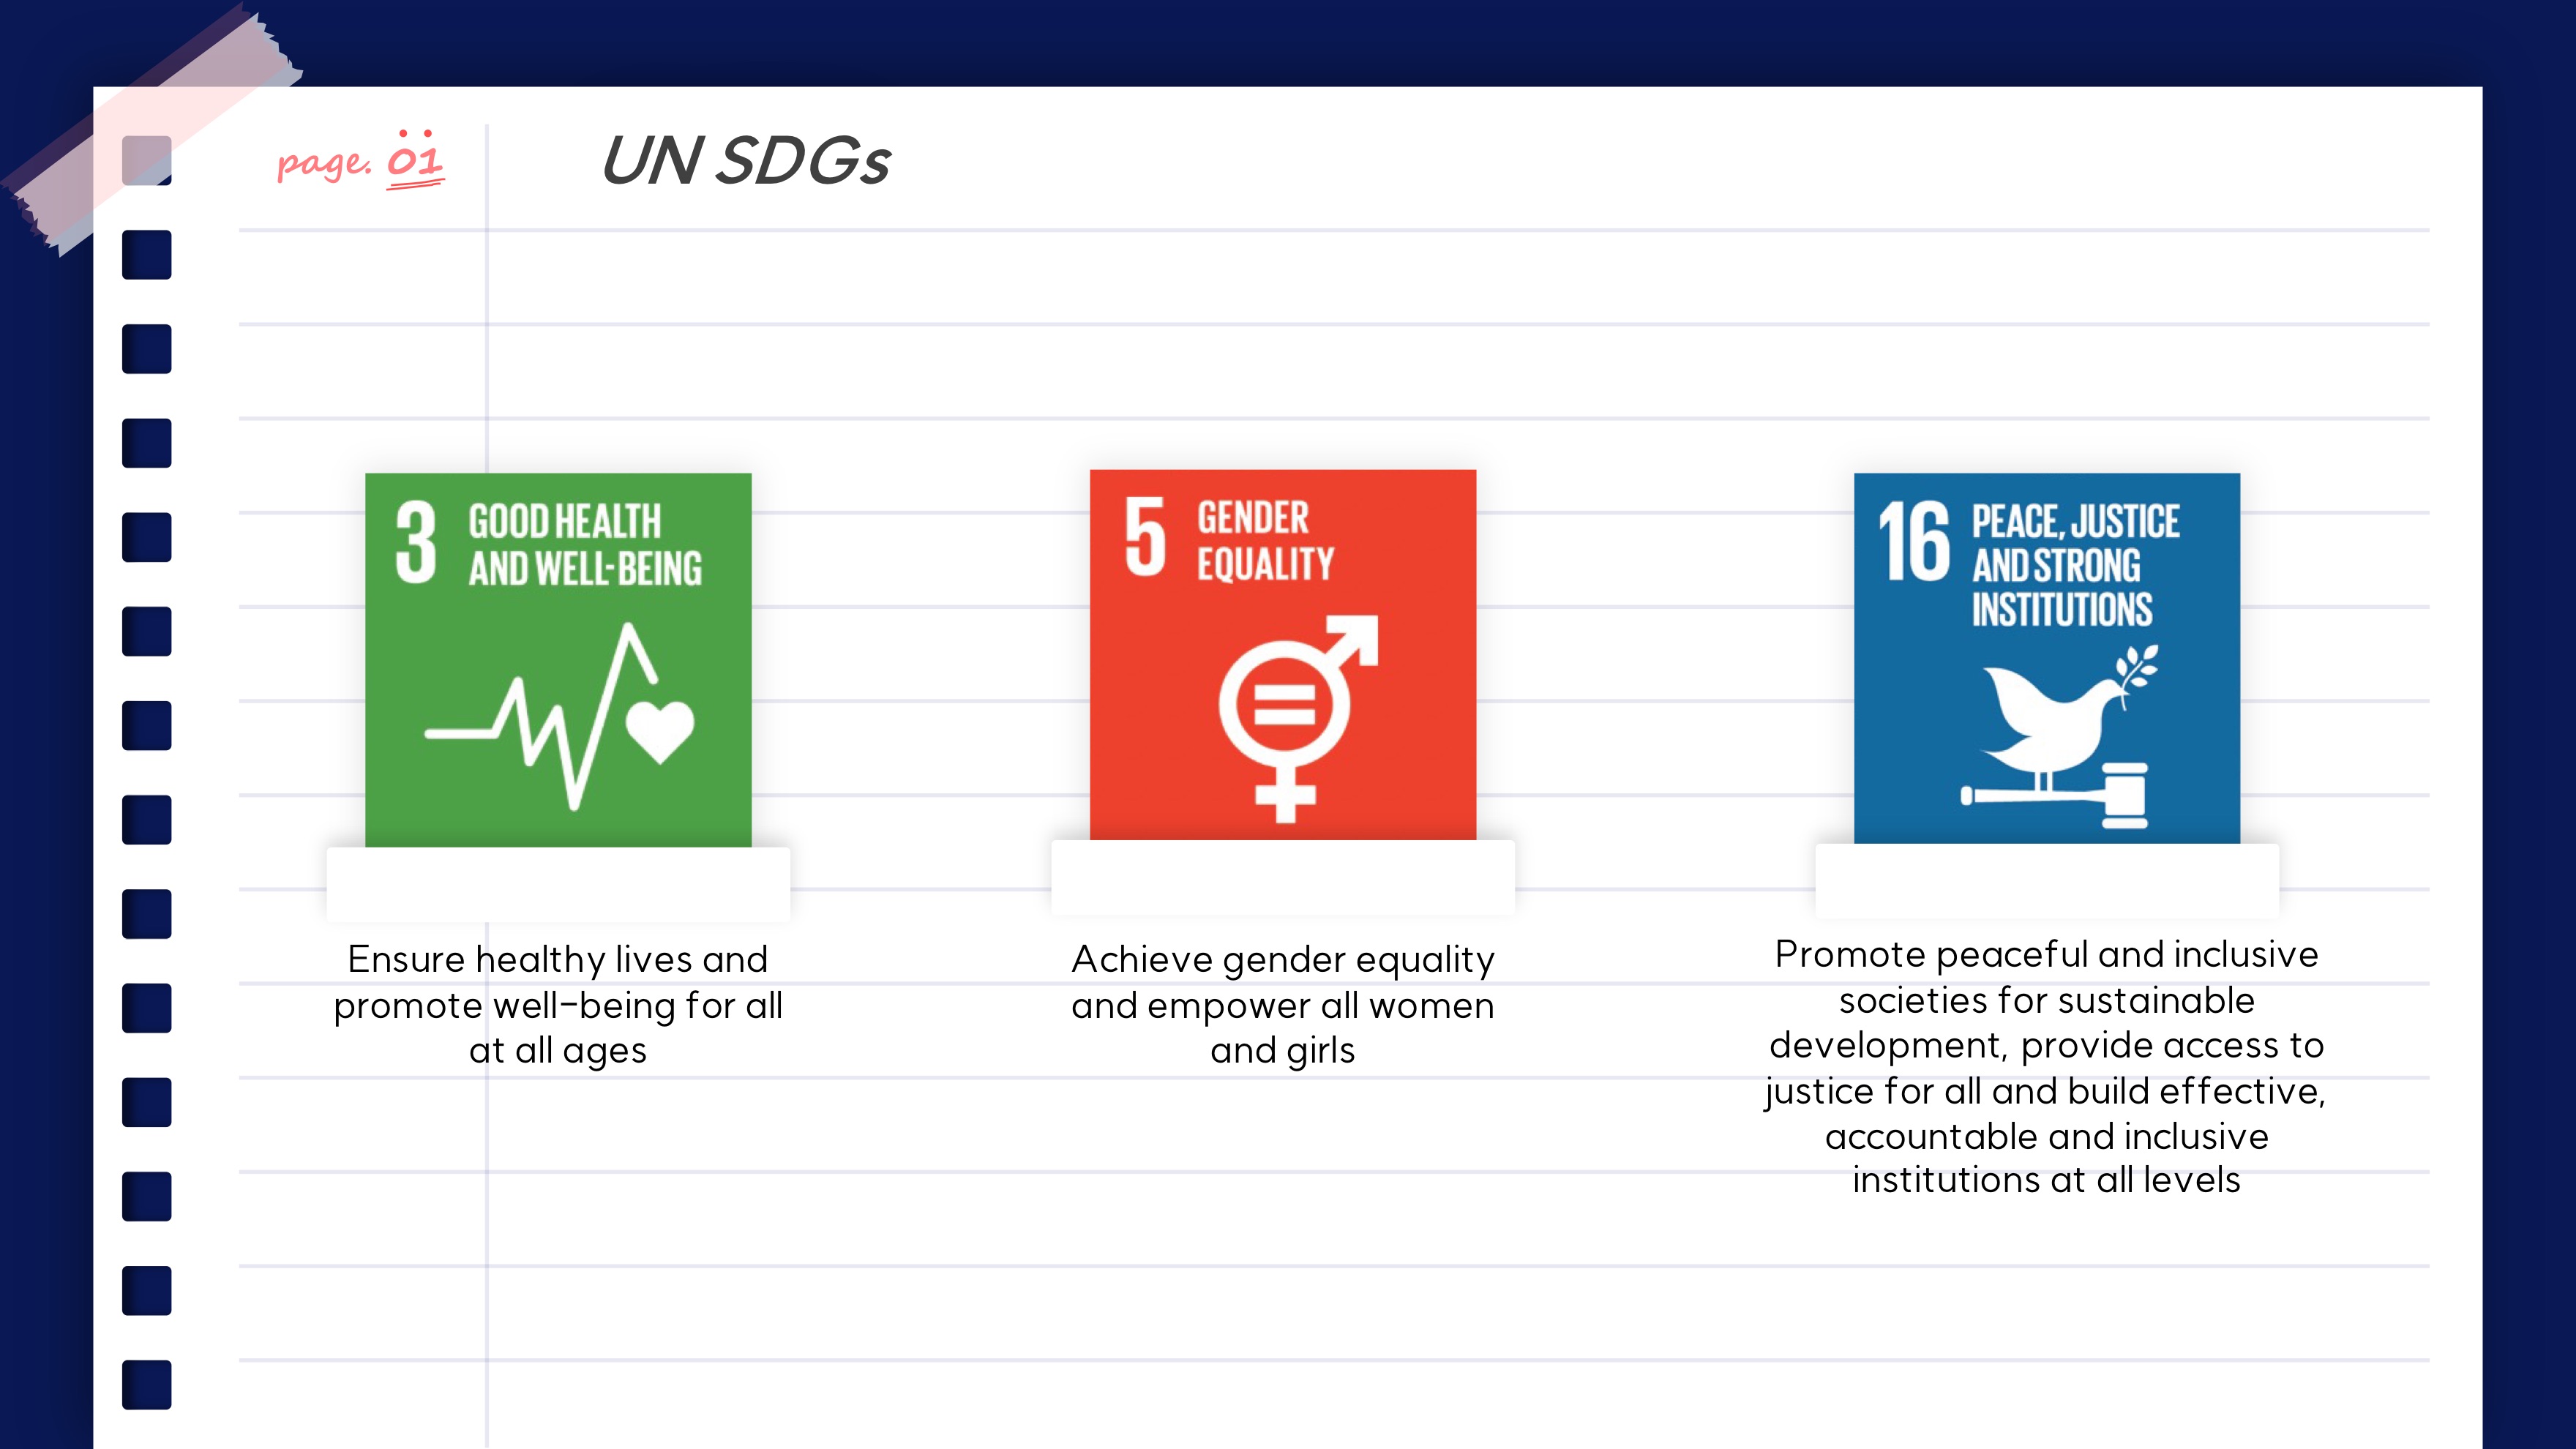 page. 01
UN SDGs
3 GOOD HEALTH
AND WELL-BEING
Ensure healthy lives and
promote well-being for all
at all ages
5 GENDER
EQUALITY
Achieve gender equality
and empower all women
and girls
16 PEACE, JUSTICE
AND STRONG
INSTITUTIONS
Promote peaceful and inclusive
societies for sustainable
development, provide access to
justice for all and build effective,
accountable and inclusive
institutions at all levels